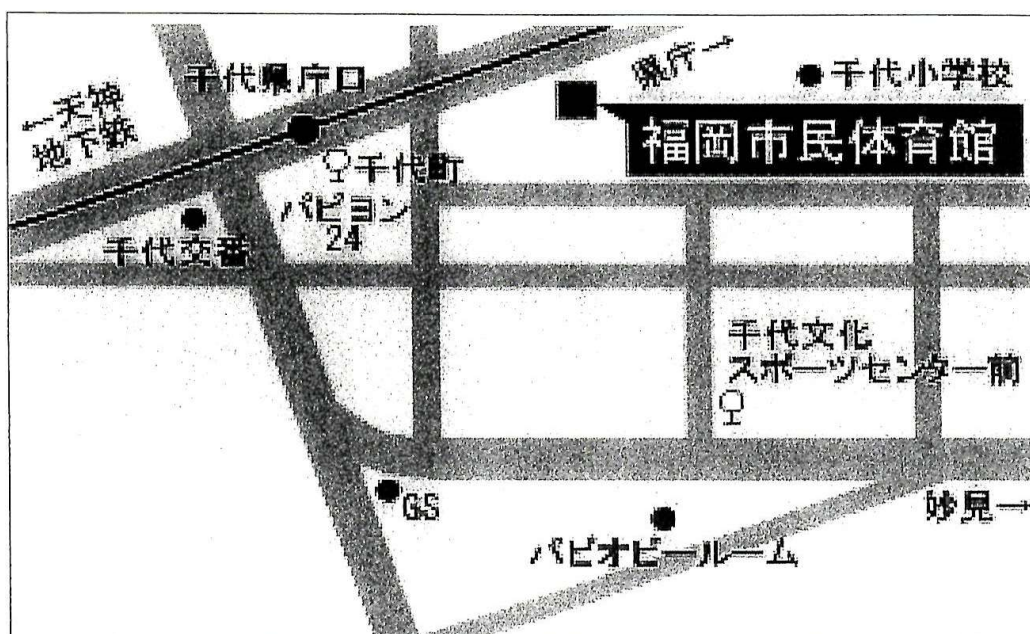 県庁→
千代小学校
千代県庁口
←天神
地下鉄
福岡市民体育館
千代町
パピヨン
24
千代交番
千代文化
スポーツセンター前
GS
妙見→
パピオビールーム